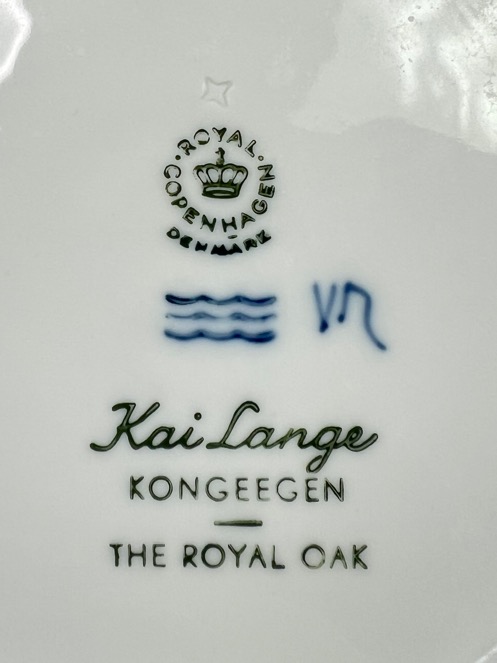 ROYAL
COPENHAGEN
DENMARK
Kai Lange
KONGEEGEN
THE ROYAL OAK